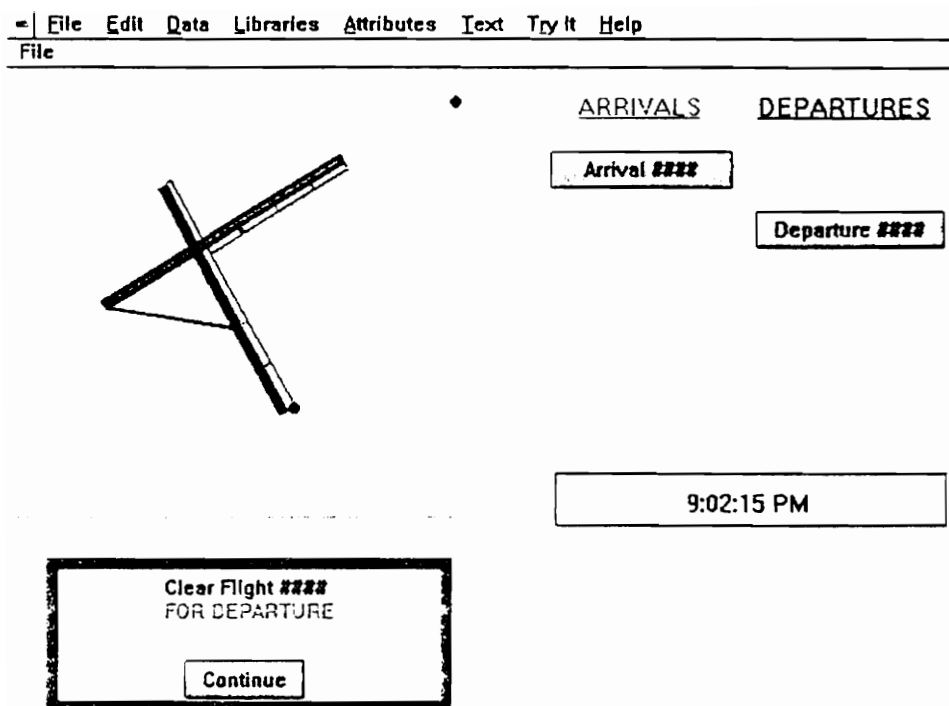 File Edit Data Libraries Attributes Text Try It Help
File
ARRIVALS DEPARTURES
Arrival ####
Departure ####
9:02:15 PM
Clear Flight ####
FOR DEPARTURE
Continue